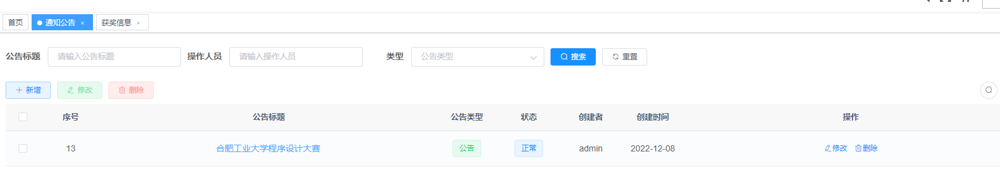 首页 通知公告 × 获奖信息 ×
公告标题 请输入公告标题 操作人员 请输入操作人员 类型 公告类型 搜索 重置
新增 修改 删除
序号 公告标题 公告类型 状态 创建者 创建时间 操作
13 合肥工业大学程序设计大赛 公告 正常 admin 2022-12-08 修改 删除